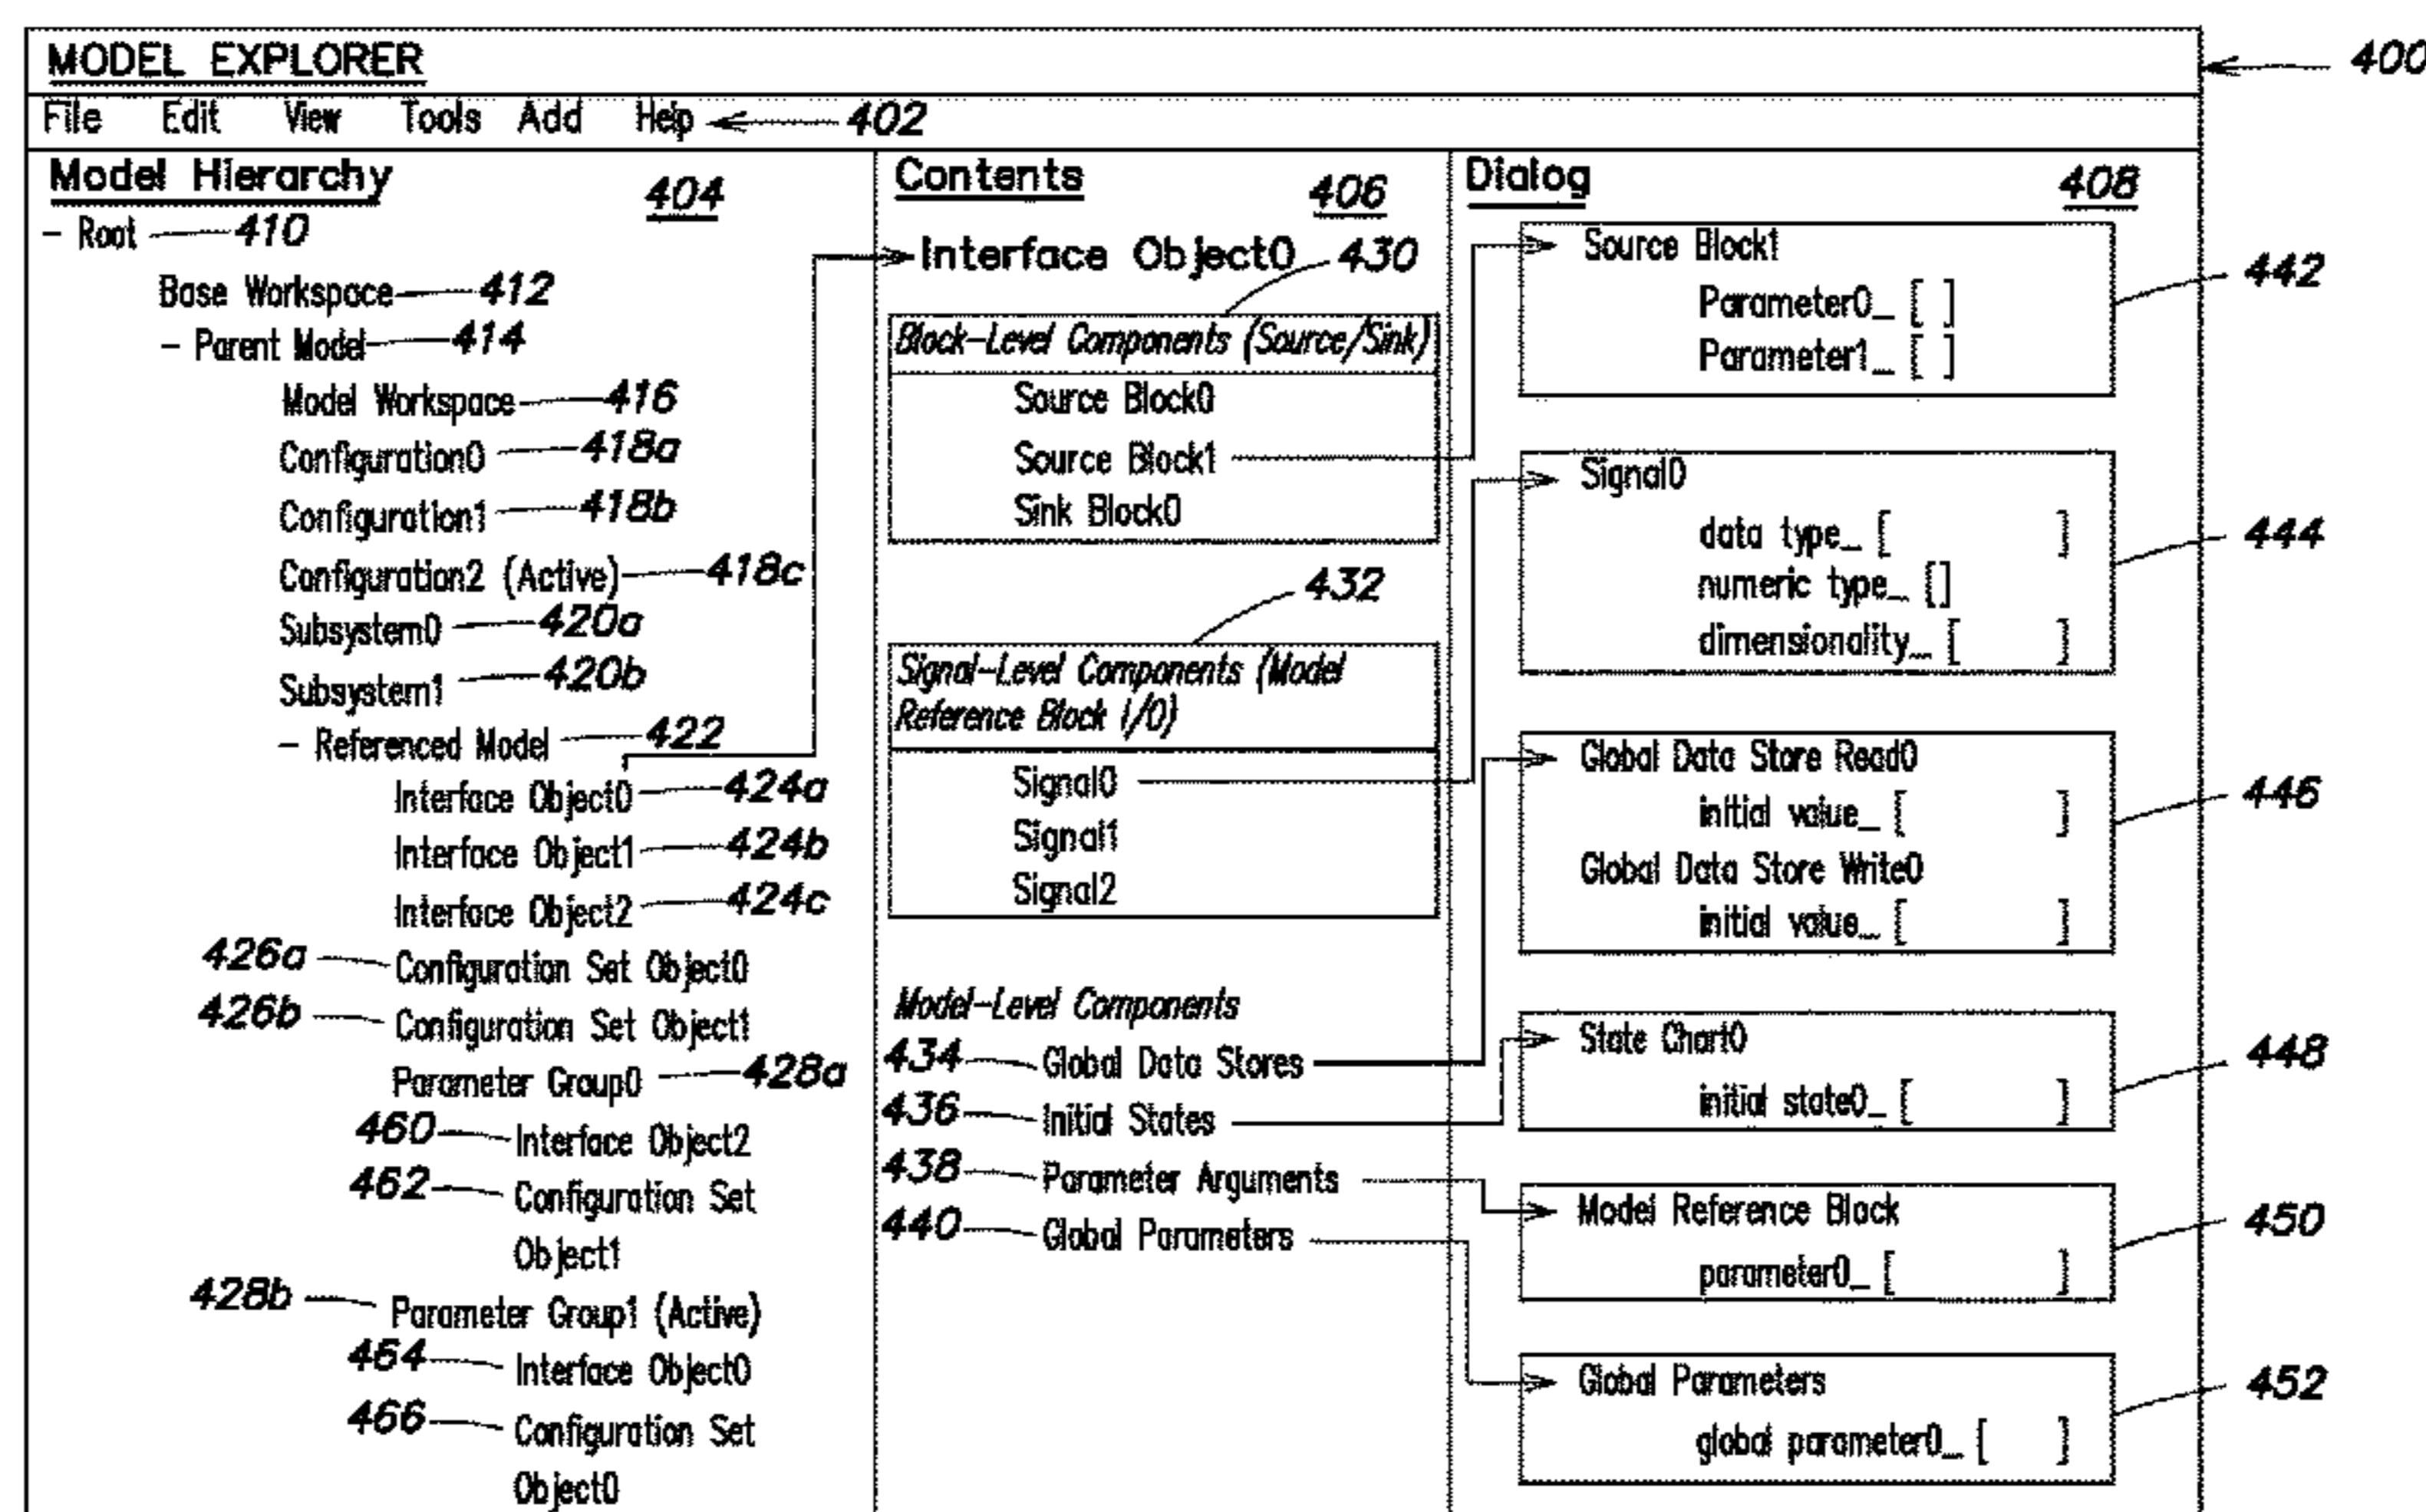 MODEL EXPLORER
400
File Edit View Tools Add Help 402
Model Hierarchy
404
- Root 410
Base Workspace 412
- Parent Model 414
Model Workspace 416
Configuration0 418a
Configuration1 418b
Configuration2 (Active) 418c
Subsystem0 420a
Subsystem1 420b
- Referenced Model 422
Interface Object0 424a
Interface Object1 424b
Interface Object2 424c
426a Configuration Set Object0
426b Configuration Set Object1
Parameter Group0 428a
460 Interface Object2
462 Configuration Set
Object1
428b Parameter Group1 (Active)
464 Interface Object0
466 Configuration Set
Object0
Contents
406
Interface Object0 430
Block-Level Components (Source/Sink)
Source Block0
Source Block1
Sink Block0
432
Signal-Level Components (Model
Reference Block I/O)
Signal0
Signal1
Signal2
Model-Level Components
434 Global Data Stores
436 Initial States
438 Parameter Arguments
440 Global Parameters
Dialog
408
Source Block1
442
Parameter0_ [ ]
Parameter1_ [ ]
Signal0
444
data type_ [ ]
numeric type_ []
dimensionality_ [ ]
Global Data Store Read0
446
initial value_ [ ]
Global Data Store Write0
initial value_ [ ]
State Chart0
448
initial state0_ [ ]
Model Reference Block
450
parameter0_ [ ]
Global Parameters
452
global parameter0_ [ ]